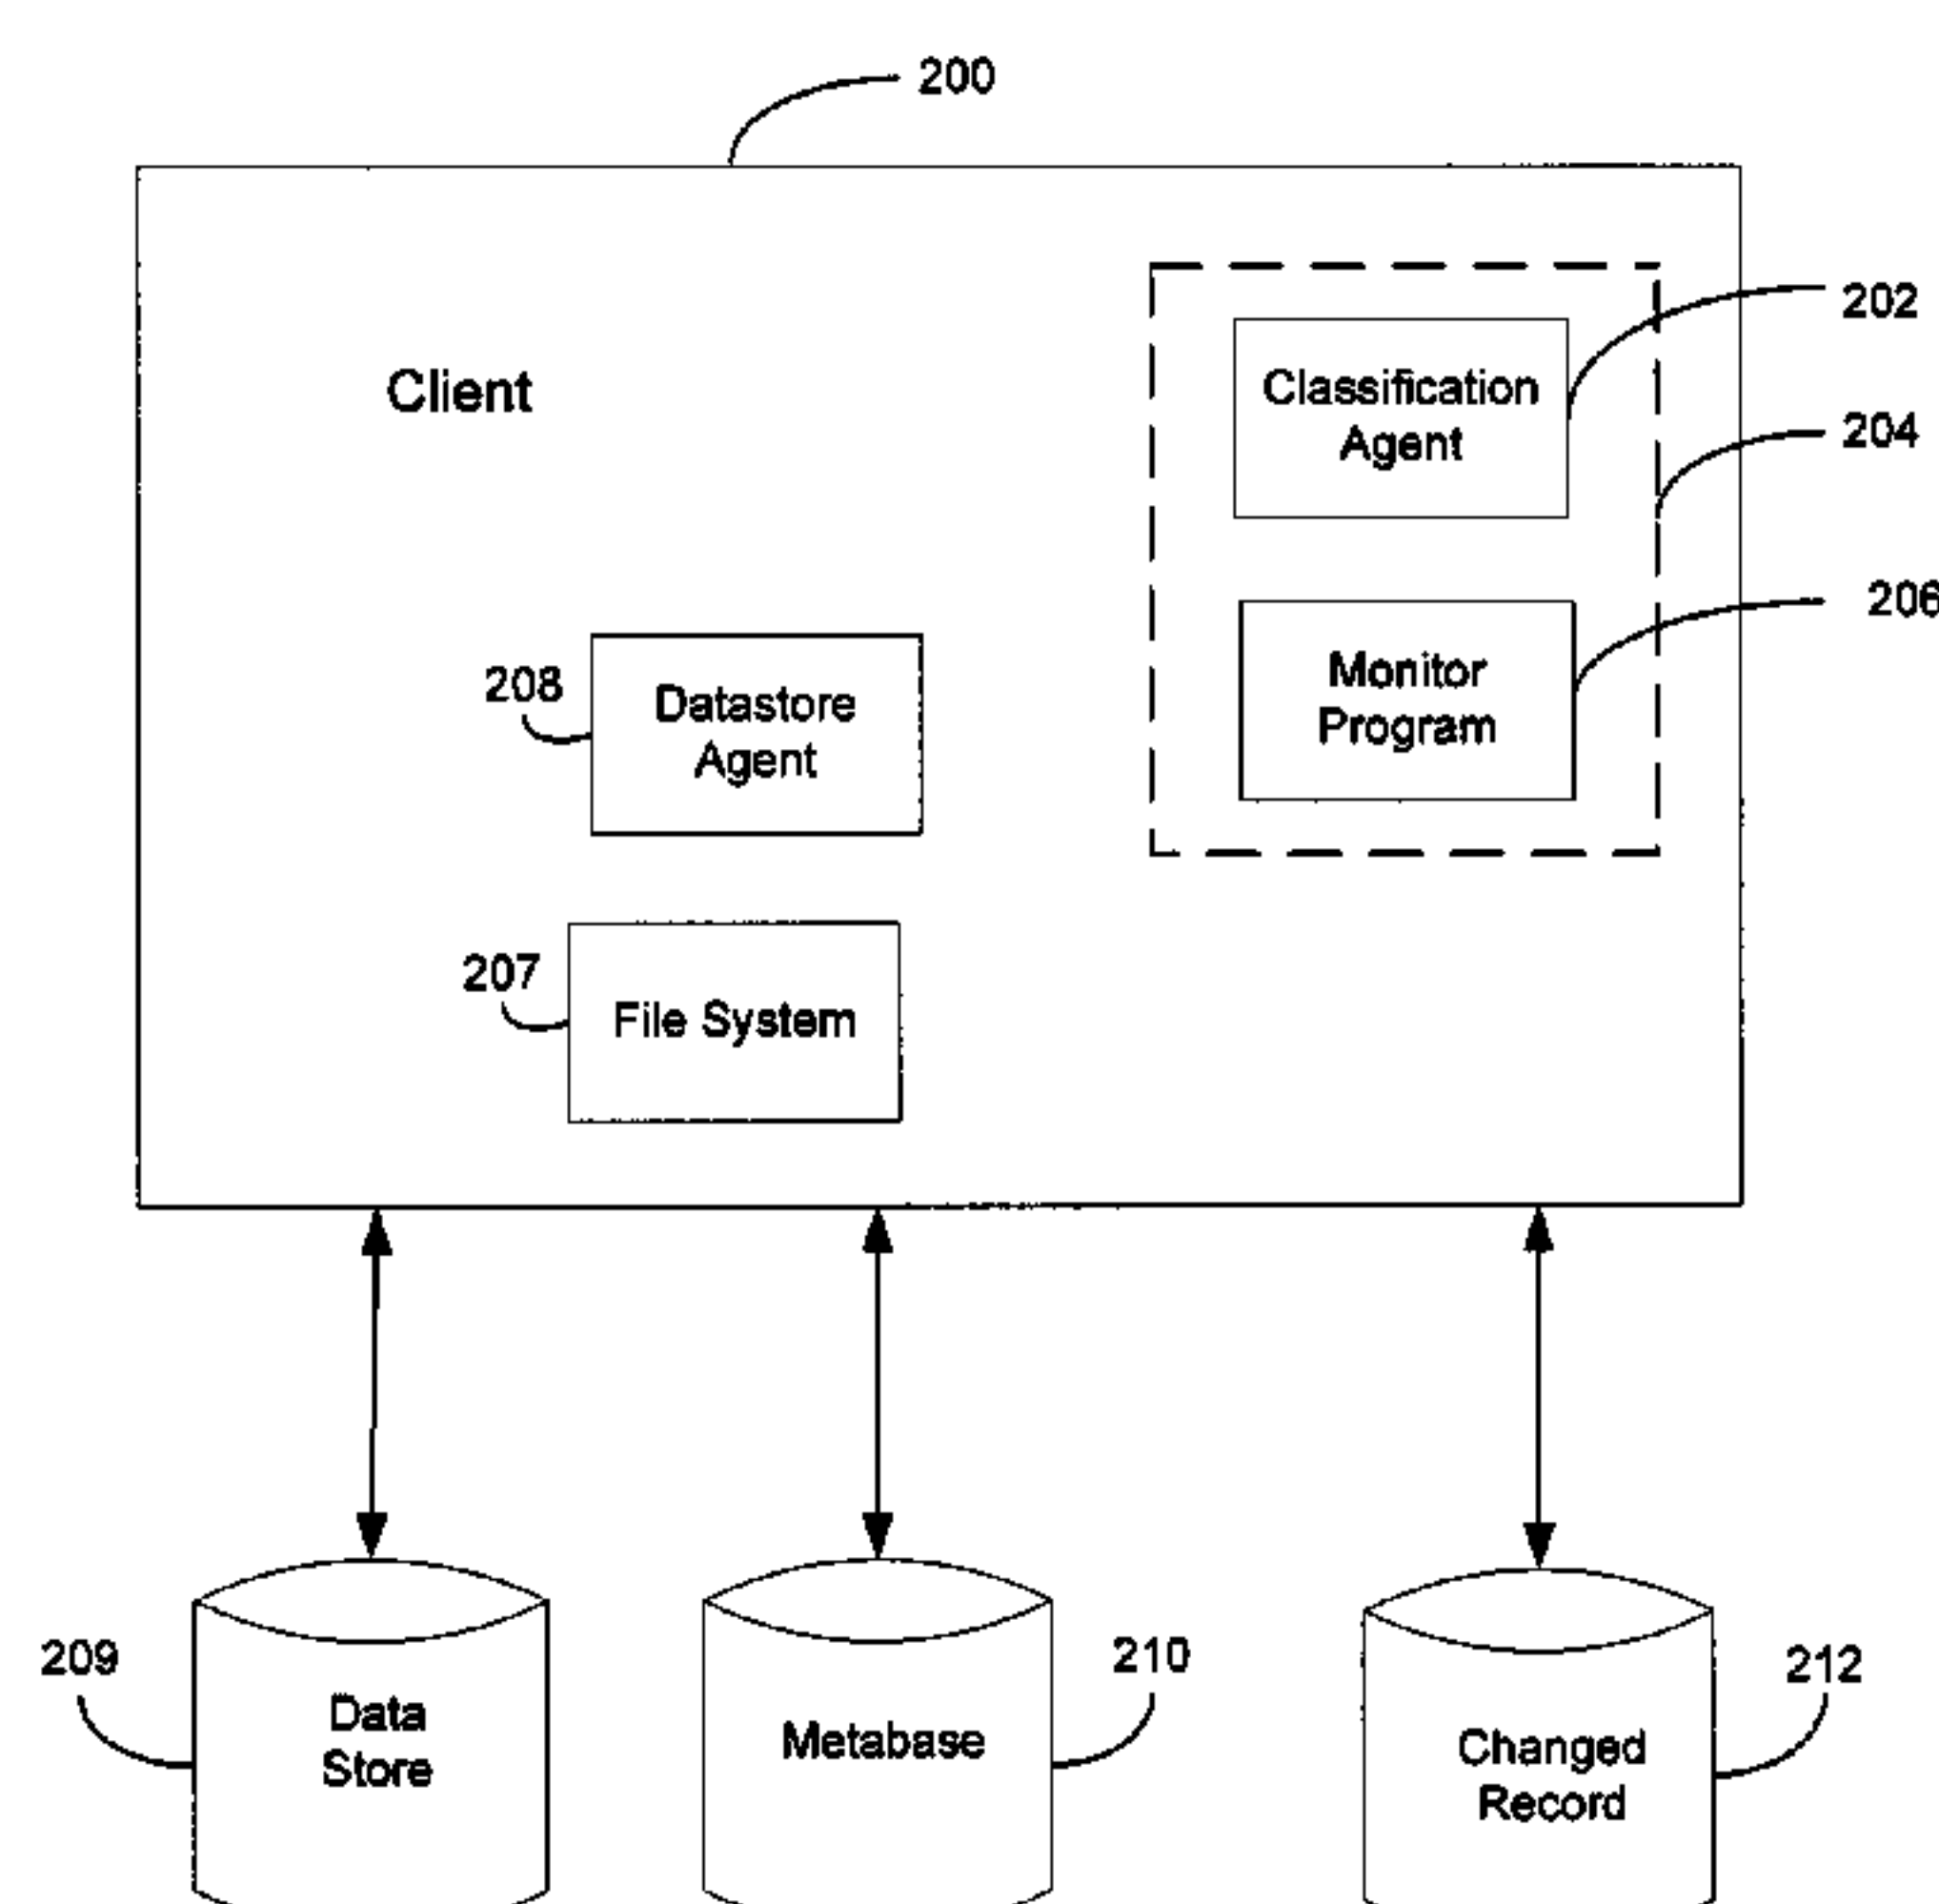 200
Client
Classification
Agent
202
204
Monitor
Program
206
208
Datastore
Agent
207
File System
209
Data
Store
Metabase
210
Changed
Record
212